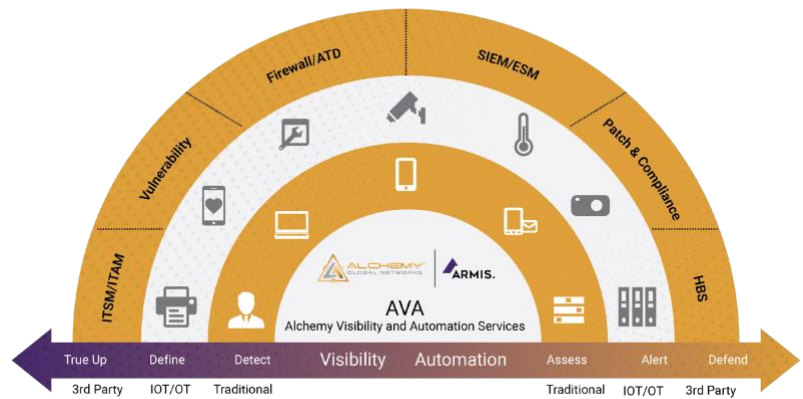 Firewall/ATD
SIEM/ESM
Vulnerability
Patch & Compliance
ITSM/ITAM
HBS
ALCHEMY™
GLOBAL NETWORKS
ARMIS.
AVA
Alchemy Visibility and Automation Services
True Up Define Detect Visibility Automation Assess Alert Defend
3rd Party IOT/OT Traditional Traditional IOT/OT 3rd Party